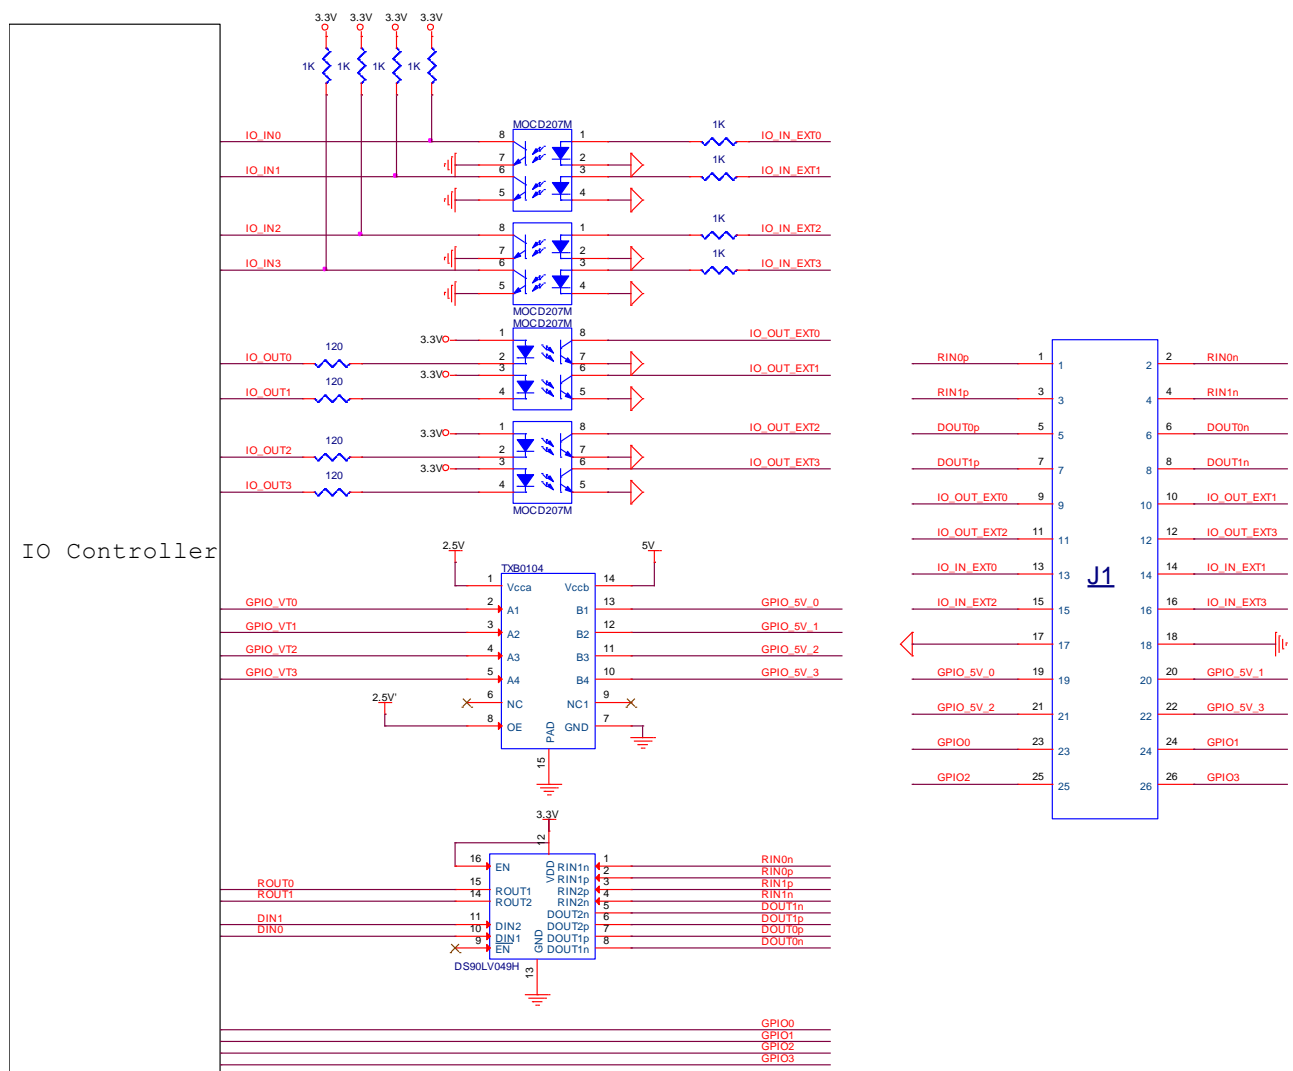 3.3V 3.3V 3.3V 3.3V
1K 1K 1K 1K
MOCD207M
IO_IN0 8 1 1K IO_IN_EXT0
7 2
IO_IN1 6 3 1K IO_IN_EXT1
5 4
IO_IN2 8 1 1K IO_IN_EXT2
7 2
IO_IN3 6 3 1K IO_IN_EXT3
5 4
MOCD207M
MOCD207M
3.3V 1 8 IO_OUT_EXT0
IO_OUT0 120 2 7
3.3V 3 6 IO_OUT_EXT1
IO_OUT1 120 4 5
3.3V 1 8 IO_OUT_EXT2
IO_OUT2 120 2 7
3.3V 3 6 IO_OUT_EXT3
IO_OUT3 120 4 5
MOCD207M
IO Controller
2.5V 5V
TXB0104
1 Vcca Vccb 14
GPIO_VT0 2 A1 B1 13 GPIO_5V_0
GPIO_VT1 3 A2 B2 12 GPIO_5V_1
GPIO_VT2 4 A3 B3 11 GPIO_5V_2
GPIO_VT3 5 A4 B4 10 GPIO_5V_3
6 NC NC1 9
2.5V'
8 OE GND 7
PAD
15
3.3V
12
VDD
16 EN RIN1n 1 RIN0n
RIN1p 2 RIN0p
ROUT0 15 ROUT1 RIN2p 3 RIN1p
ROUT1 14 ROUT2 RIN2n 4 RIN1n
DOUT2n 5 DOUT1n
DIN1 11 DIN2 DOUT2p 6 DOUT1p
DIN0 10 DIN1 DOUT1p 7 DOUT0p
9 EN DOUT1n 8 DOUT0n
GND
13
DS90LV049H
GPIO0
GPIO1
GPIO2
GPIO3
J1
RIN0p 1 1 2 2 RIN0n
RIN1p 3 3 4 4 RIN1n
DOUT0p 5 5 6 6 DOUT0n
DOUT1p 7 7 8 8 DOUT1n
IO_OUT_EXT0 9 9 10 10 IO_OUT_EXT1
IO_OUT_EXT2 11 11 12 12 IO_OUT_EXT3
IO_IN_EXT0 13 13 14 14 IO_IN_EXT1
IO_IN_EXT2 15 15 16 16 IO_IN_EXT3
17 17 18 18
GPIO_5V_0 19 19 20 20 GPIO_5V_1
GPIO_5V_2 21 21 22 22 GPIO_5V_3
GPIO0 23 23 24 24 GPIO1
GPIO2 25 25 26 26 GPIO3